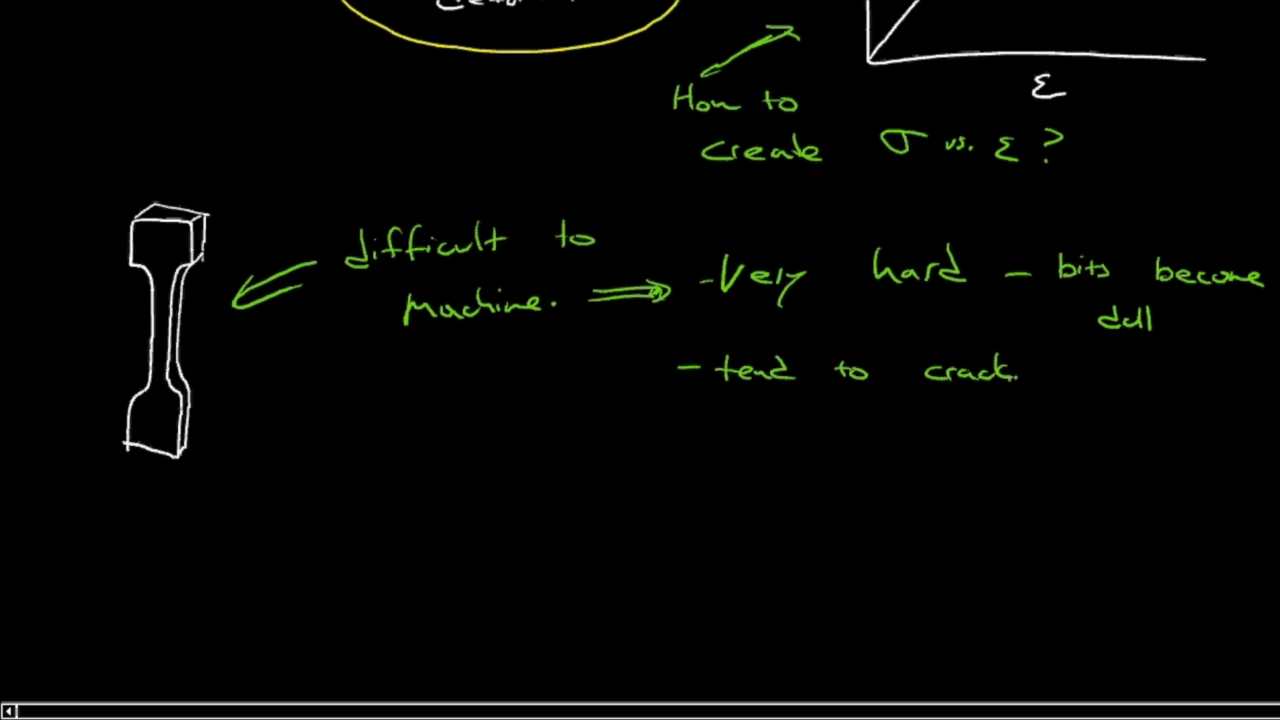 ε
How to
create σ vs. ε ?
difficult to
machine.
- Very hard - bits become
dull
- tend to crack.